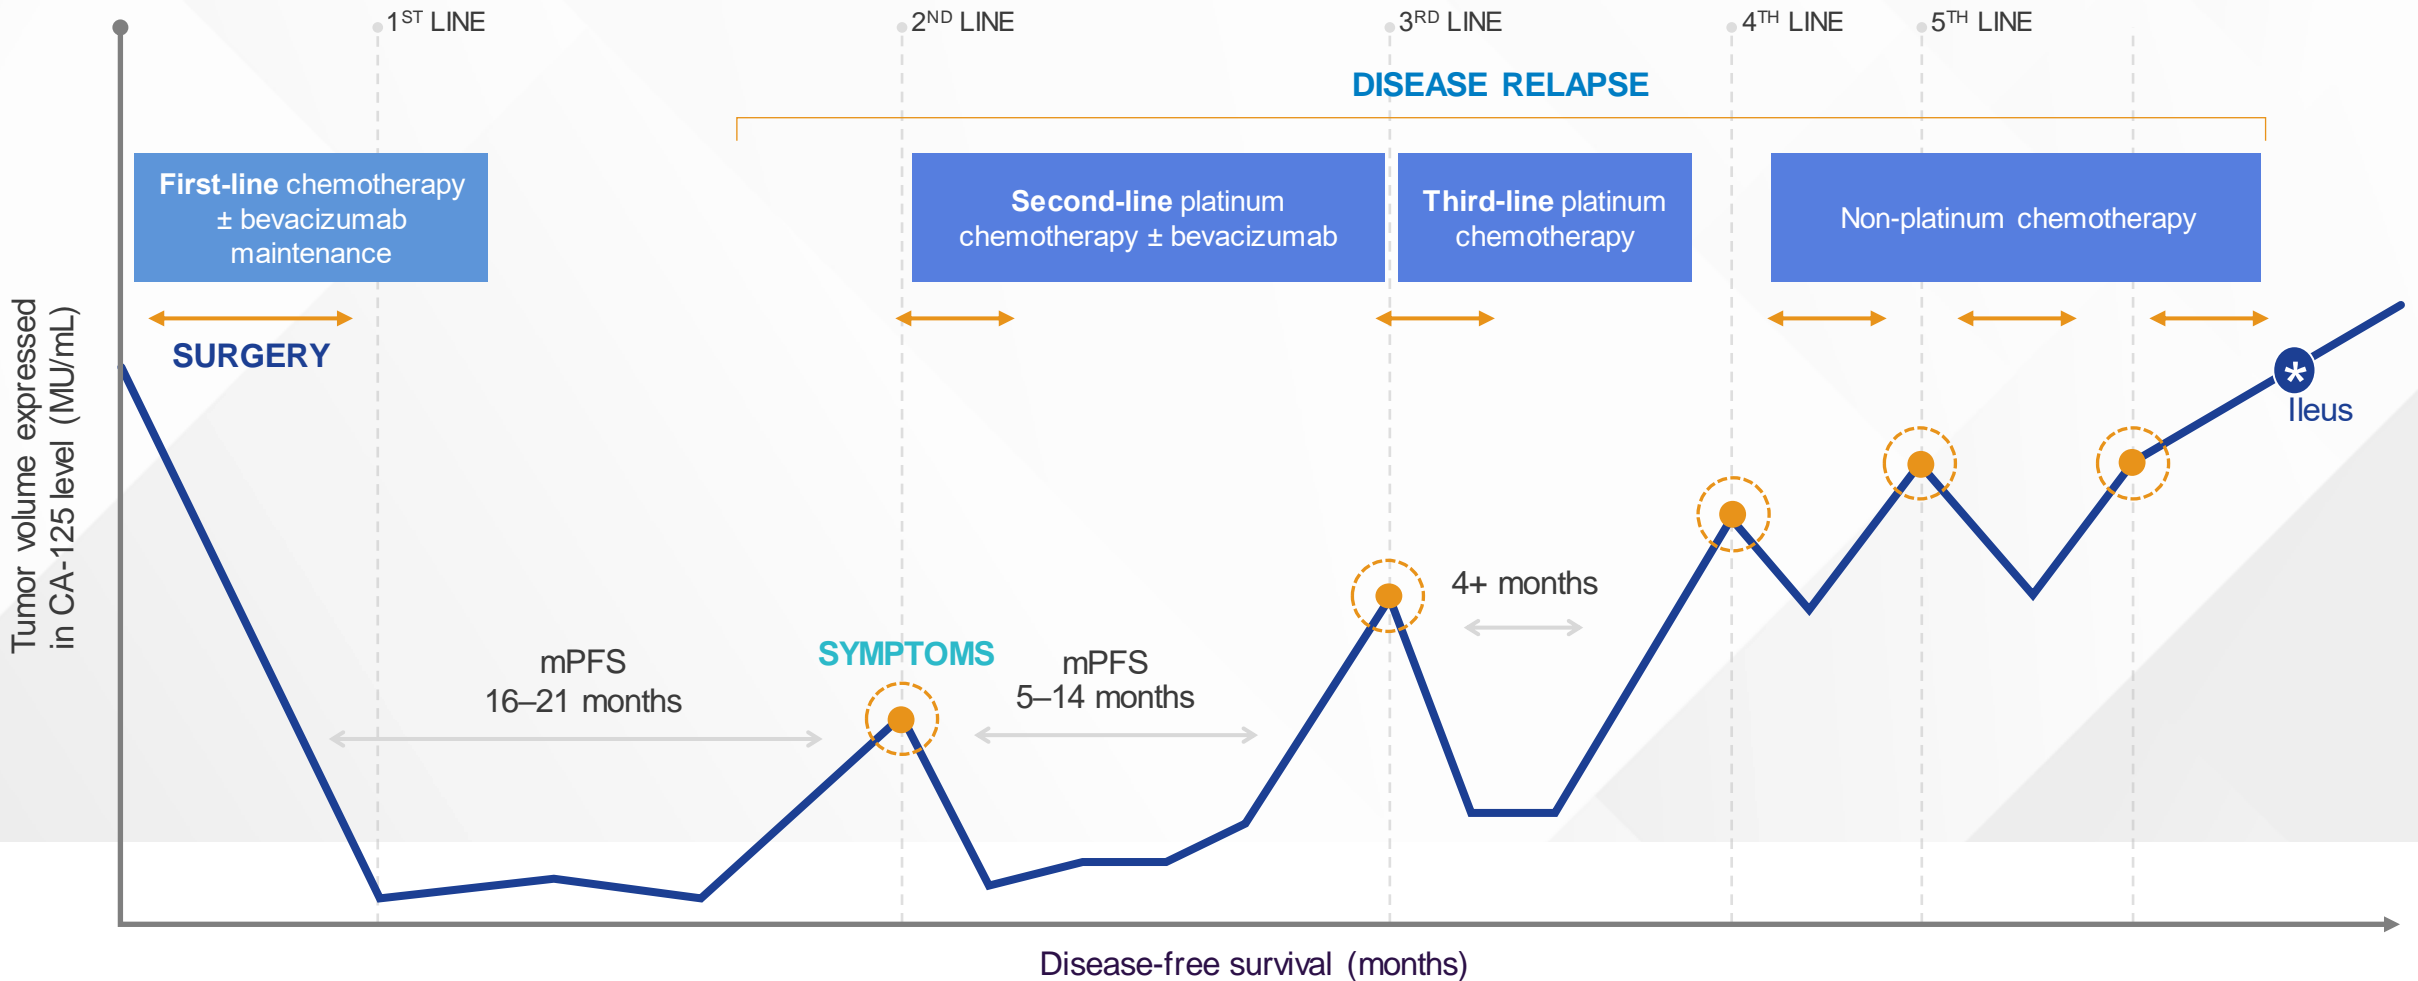 1ST LINE
2ND LINE
3RD LINE
4TH LINE
5TH LINE
DISEASE RELAPSE
First-line chemotherapy
± bevacizumab
maintenance
Second-line platinum
chemotherapy ± bevacizumab
Third-line platinum
chemotherapy
Non-platinum chemotherapy
SURGERY
Tumor volume expressed
in CA-125 level (MU/mL)
*
Ileus
4+ months
SYMPTOMS
mPFS
16–21 months
mPFS
5–14 months
Disease-free survival (months)